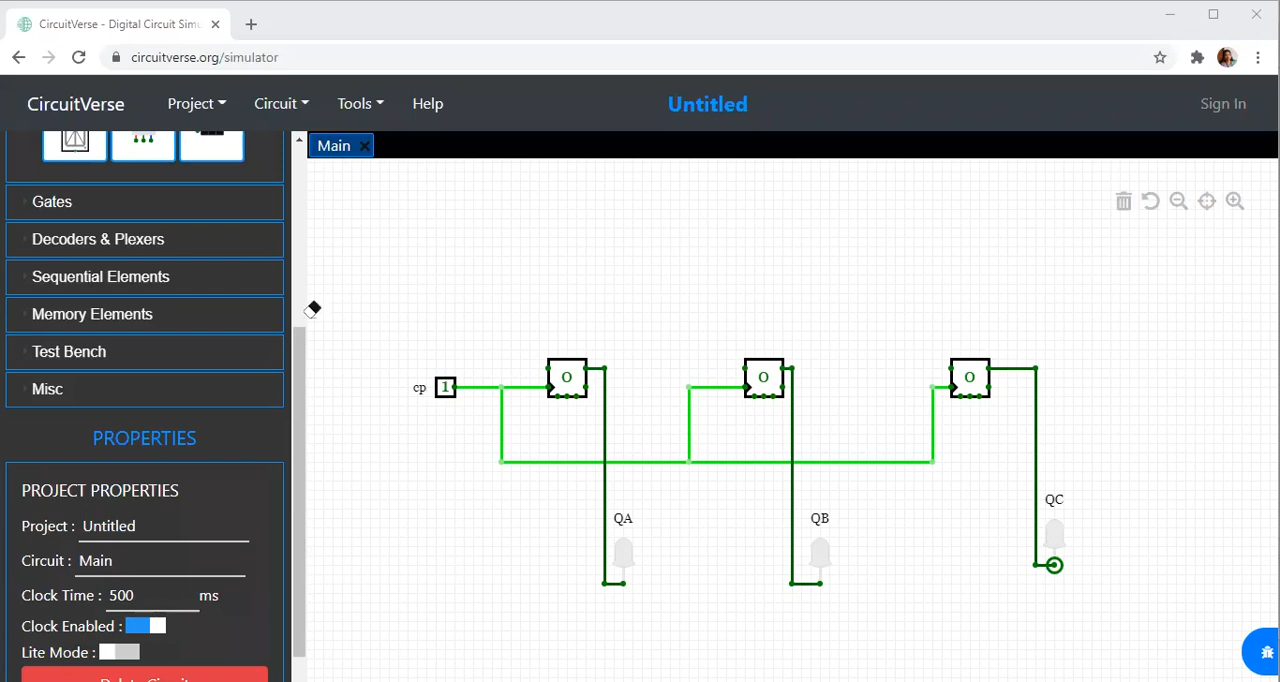 CircuitVerse - Digital Circuit Simu
circuitverse.org/simulator
CircuitVerse Project Circuit Tools Help Untitled Sign In
Main
Gates
Decoders & Plexers
Sequential Elements
Memory Elements
Test Bench
Misc
PROPERTIES
PROJECT PROPERTIES
Project : Untitled
Circuit : Main
Clock Time : 500 ms
Clock Enabled :
Lite Mode :
Delete Circuit
cp 1 0 0 0
QA QB QC